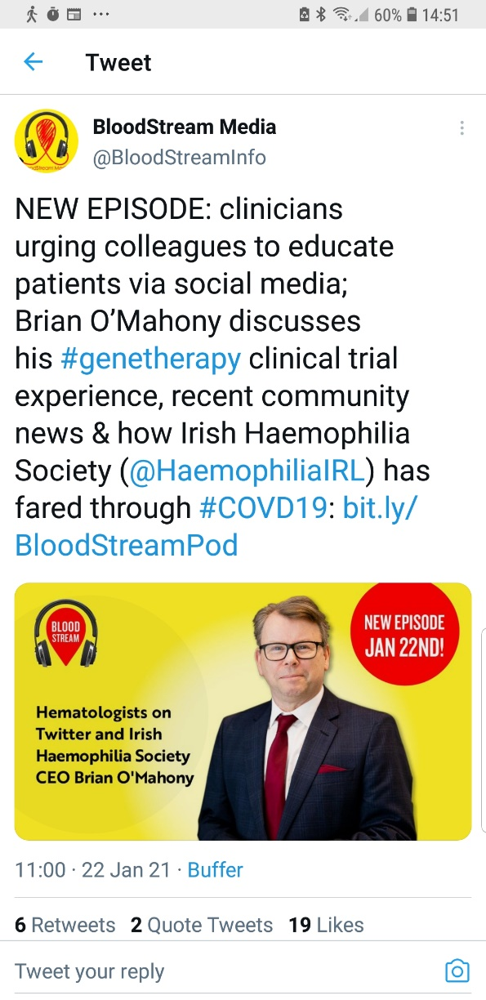 60% 14:51
Tweet
BloodStream Media
@BloodStreamInfo
NEW EPISODE: clinicians
urging colleagues to educate
patients via social media;
Brian O’Mahony discusses
his #genetherapy clinical trial
experience, recent community
news & how Irish Haemophilia
Society (@HaemophiliaIRL) has
fared through #COVD19: bit.ly/
BloodStreamPod
BLOOD
STREAM
NEW EPISODE
JAN 22ND!
Hematologists on
Twitter and Irish
Haemophilia Society
CEO Brian O'Mahony
11:00 · 22 Jan 21 · Buffer
6 Retweets 2 Quote Tweets 19 Likes
Tweet your reply